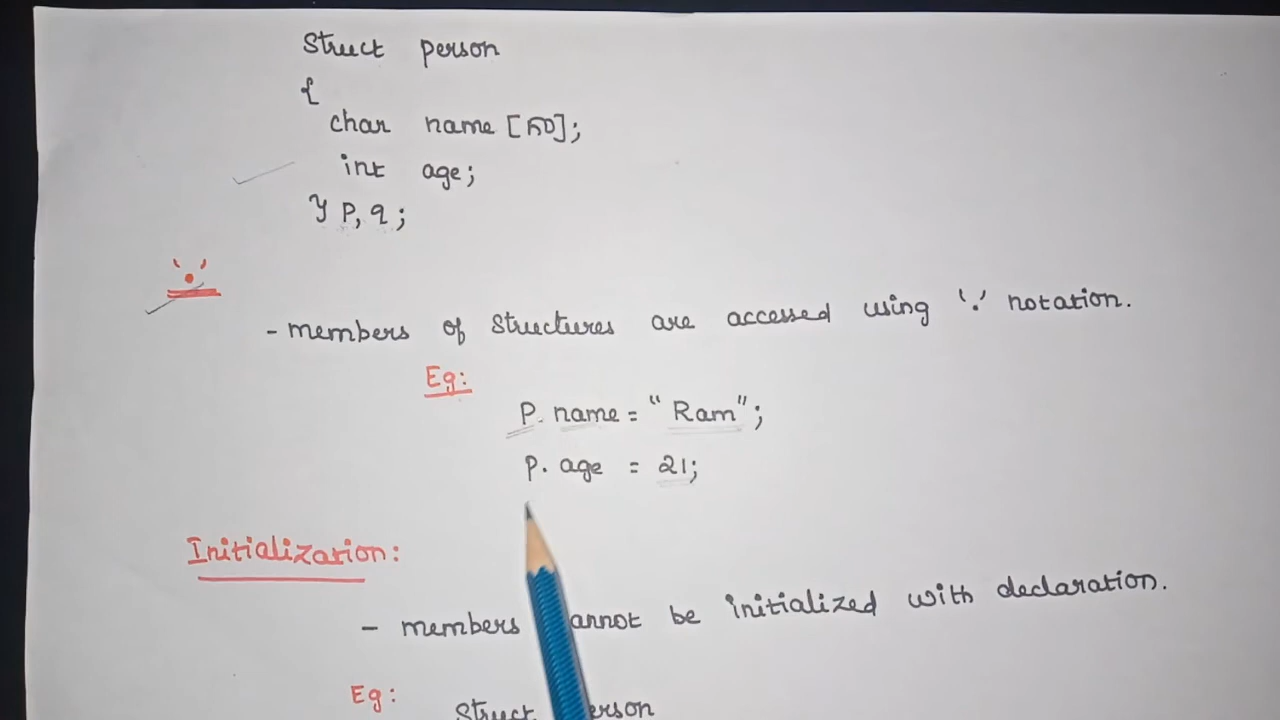 Struct person
{
char name [50];
int age;
} P, q;
'.'
- members of structures are accessed using '.' notation.
Eg:
P. name = "Ram";
p. age = 21;
Initialization:
- members annot be initialized with declaration.
Eg:
Struct erson